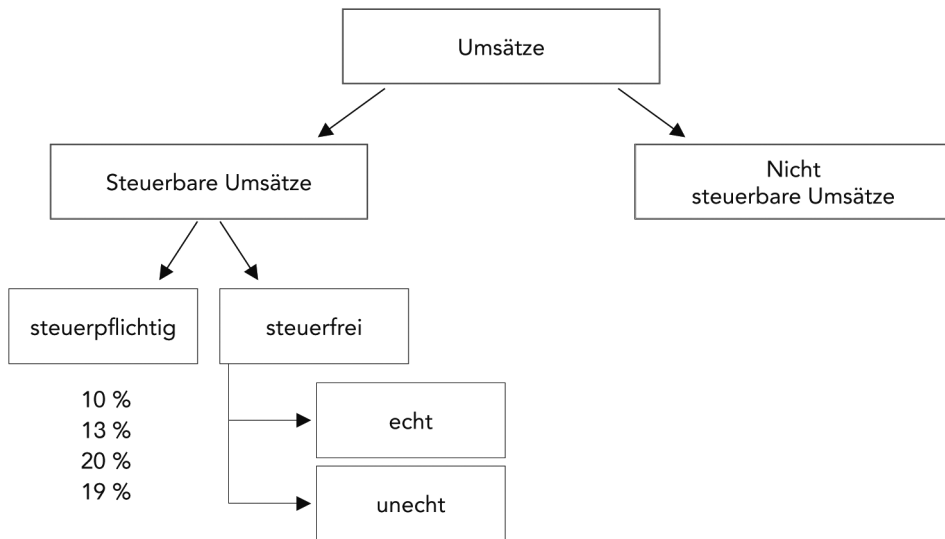 Umsätze
Steuerbare Umsätze
Nicht
steuerbare Umsätze
steuerpflichtig
steuerfrei
10 %
13 %
20 %
19 %
echt
unecht